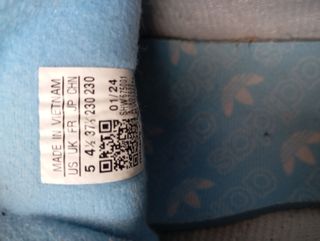 MADE IN VIETNAM
US UK FR JP CHN
5 4½ 37⅓ 230 230
01/24